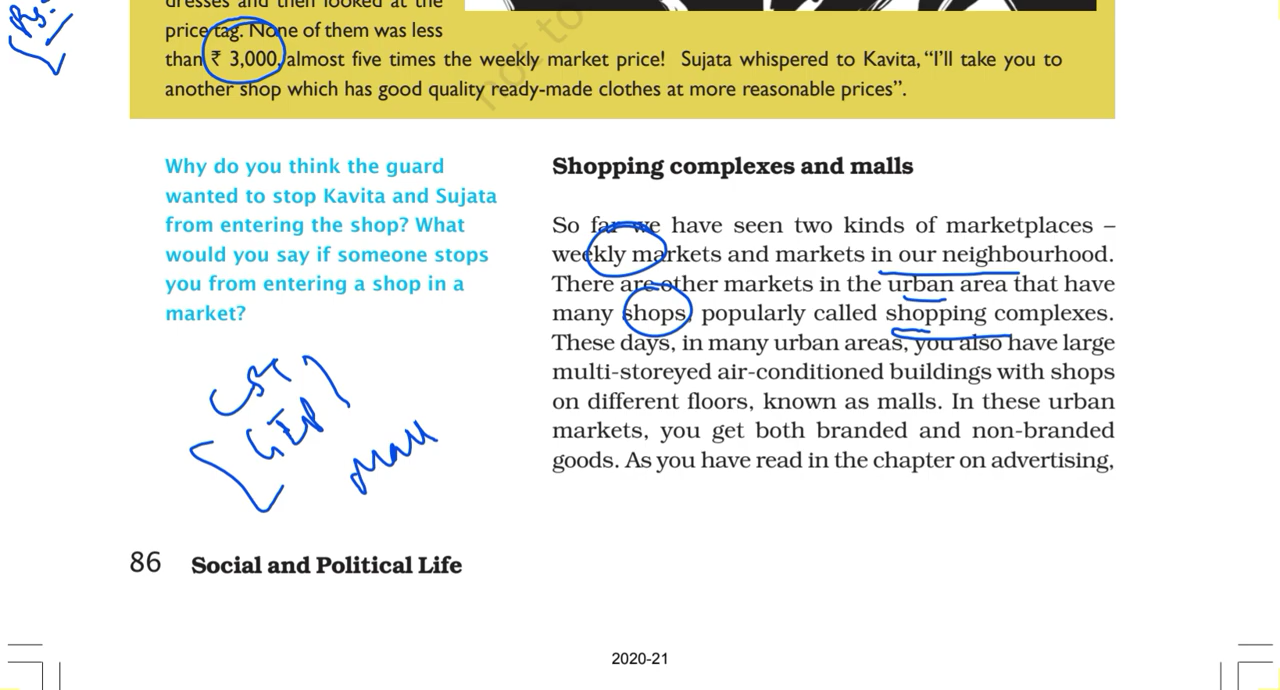 dresses and then looked at the
price tag. None of them was less
than ₹ 3,000, almost five times the weekly market price! Sujata whispered to Kavita, “I’ll take you to
another shop which has good quality ready-made clothes at more reasonable prices”.
not to
Why do you think the guard
wanted to stop Kavita and Sujata
from entering the shop? What
would you say if someone stops
you from entering a shop in a
market?
Shopping complexes and malls
So far we have seen two kinds of marketplaces –
weekly markets and markets in our neighbourhood.
There are other markets in the urban area that have
many shops, popularly called shopping complexes.
These days, in many urban areas, you also have large
multi-storeyed air-conditioned buildings with shops
on different floors, known as malls. In these urban
markets, you get both branded and non-branded
goods. As you have read in the chapter on advertising,
Mall
86 Social and Political Life
2020-21